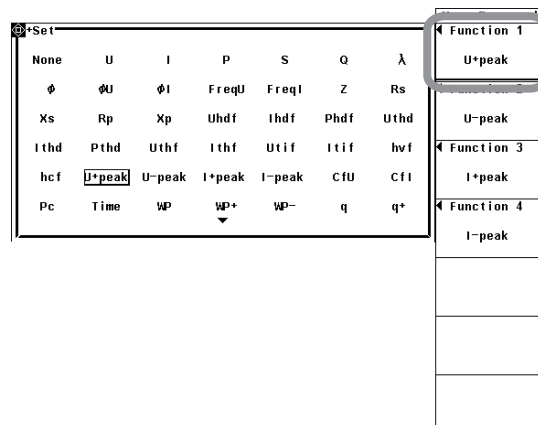 +Set
None U I P S Q λ
ϕ ϕU ϕI FreqU FreqI Z Rs
Xs Rp Xp Uhdf Ihdf Phdf Uthd
Ithd Pthd Uthf Ithf Utif Itif hvf
hcf U+peak U-peak I+peak I-peak CfU CfI
Pc Time WP WP+ WP- q q+
Function 1
U+peak
U-peak
Function 3
I+peak
Function 4
I-peak